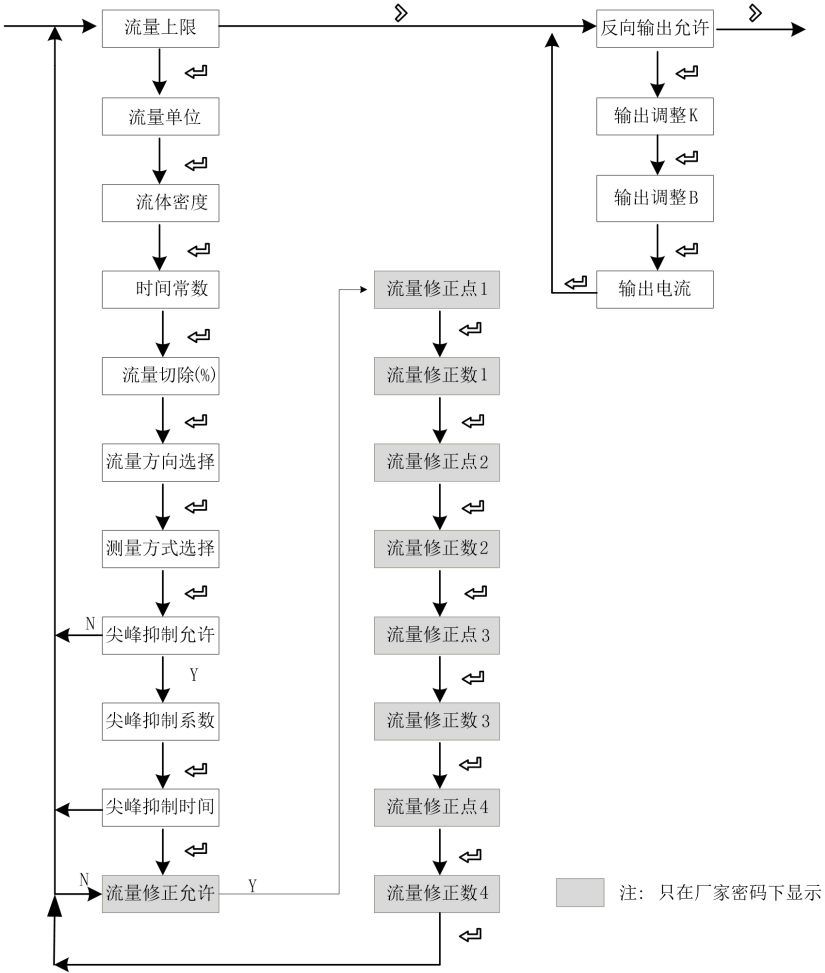 流量上限
流量单位
流体密度
时间常数
流量切除(%)
流量方向选择
测量方式选择
尖峰抑制允许
N
Y
尖峰抑制系数
尖峰抑制时间
流量修正允许
N
Y
流量修正点1
流量修正数1
流量修正点2
流量修正数2
流量修正点3
流量修正数3
流量修正点4
流量修正数4
反向输出允许
输出调整K
输出调整B
输出电流
注: 只在厂家密码下显示